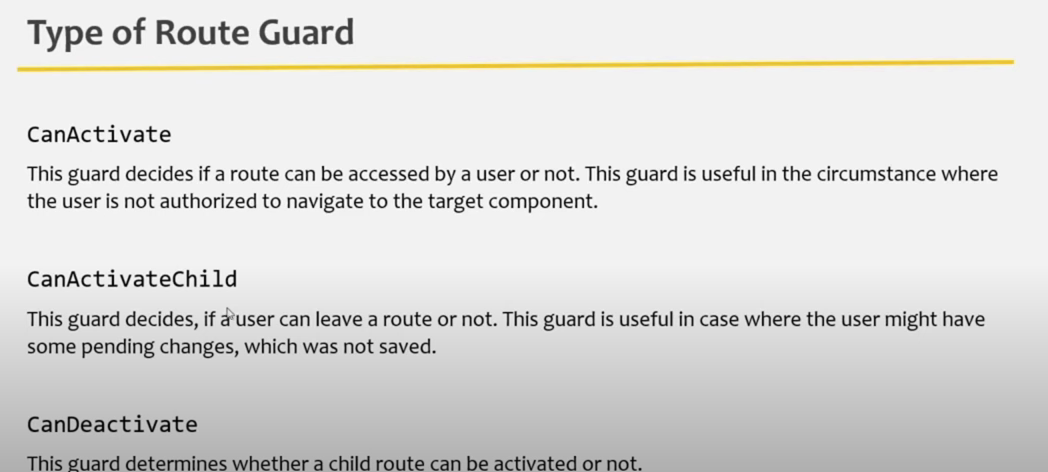 Type of Route Guard
CanActivate
This guard decides if a route can be accessed by a user or not. This guard is useful in the circumstance where
the user is not authorized to navigate to the target component.
CanActivateChild
This guard decides, if a user can leave a route or not. This guard is useful in case where the user might have
some pending changes, which was not saved.
CanDeactivate
This guard determines whether a child route can be activated or not.